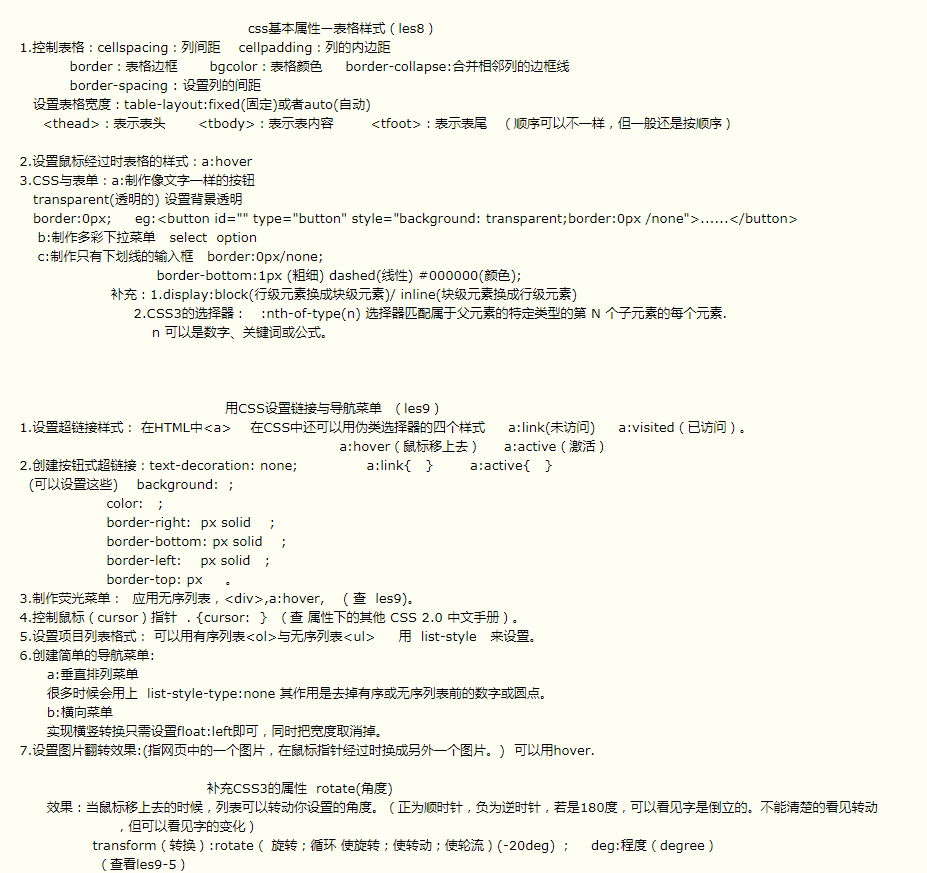 css基本属性—表格样式（les8）
1.控制表格：cellspacing：列间距 cellpadding：列的内边距
border：表格边框 bgcolor：表格颜色 border-collapse:合并相邻列的边框线
border-spacing：设置列的间距
设置表格宽度：table-layout:fixed(固定)或者auto(自动)
<thead>：表示表头 <tbody>：表示表内容 <tfoot>：表示表尾 （顺序可以不一样，但一般还是按顺序）
2.设置鼠标经过时表格的样式：a:hover
3.CSS与表单：a:制作像文字一样的按钮
transparent(透明的) 设置背景透明
border:0px; eg:<button id="" type="button" style="background: transparent;border:0px /none">......</button>
b:制作多彩下拉菜单 select option
c:制作只有下划线的输入框 border:0px/none;
border-bottom:1px (粗细) dashed(线性) #000000(颜色);
补充：1.display:block(行级元素换成块级元素)/ inline(块级元素换成行级元素)
2.CSS3的选择器： :nth-of-type(n) 选择器匹配属于父元素的特定类型的第 N 个子元素的每个元素.
n 可以是数字、关键词或公式。
用CSS设置链接与导航菜单 （les9）
1.设置超链接样式： 在HTML中<a> 在CSS中还可以用伪类选择器的四个样式 a:link(未访问) a:visited（已访问）。
a:hover（鼠标移上去） a:active（激活）
2.创建按钮式超链接：text-decoration: none; a:link{ } a:active{ }
(可以设置这些) background: ;
color: ;
border-right: px solid ;
border-bottom: px solid ;
border-left: px solid ;
border-top: px 。
3.制作荧光菜单： 应用无序列表，<div>,a:hover, （查 les9)。
4.控制鼠标（cursor）指针 . {cursor: } （查 属性下的其他 CSS 2.0 中文手册）。
5.设置项目列表格式： 可以用有序列表<ol>与无序列表<ul> 用 list-style 来设置。
6.创建简单的导航菜单:
a:垂直排列菜单
很多时候会用上 list-style-type:none 其作用是去掉有序或无序列表前的数字或圆点。
b:横向菜单
实现横竖转换只需设置float:left即可，同时把宽度取消掉。
7.设置图片翻转效果:(指网页中的一个图片，在鼠标指针经过时换成另外一个图片。) 可以用hover.
补充CSS3的属性 rotate(角度)
效果：当鼠标移上去的时候，列表可以转动你设置的角度。（正为顺时针，负为逆时针，若是180度，可以看见字是倒立的。不能清楚的看见转动
，但可以看见字的变化）
transform（转换）:rotate（ 旋转；循环 使旋转；使转动；使轮流）(-20deg) ； deg:程度（degree）
（查看les9-5）